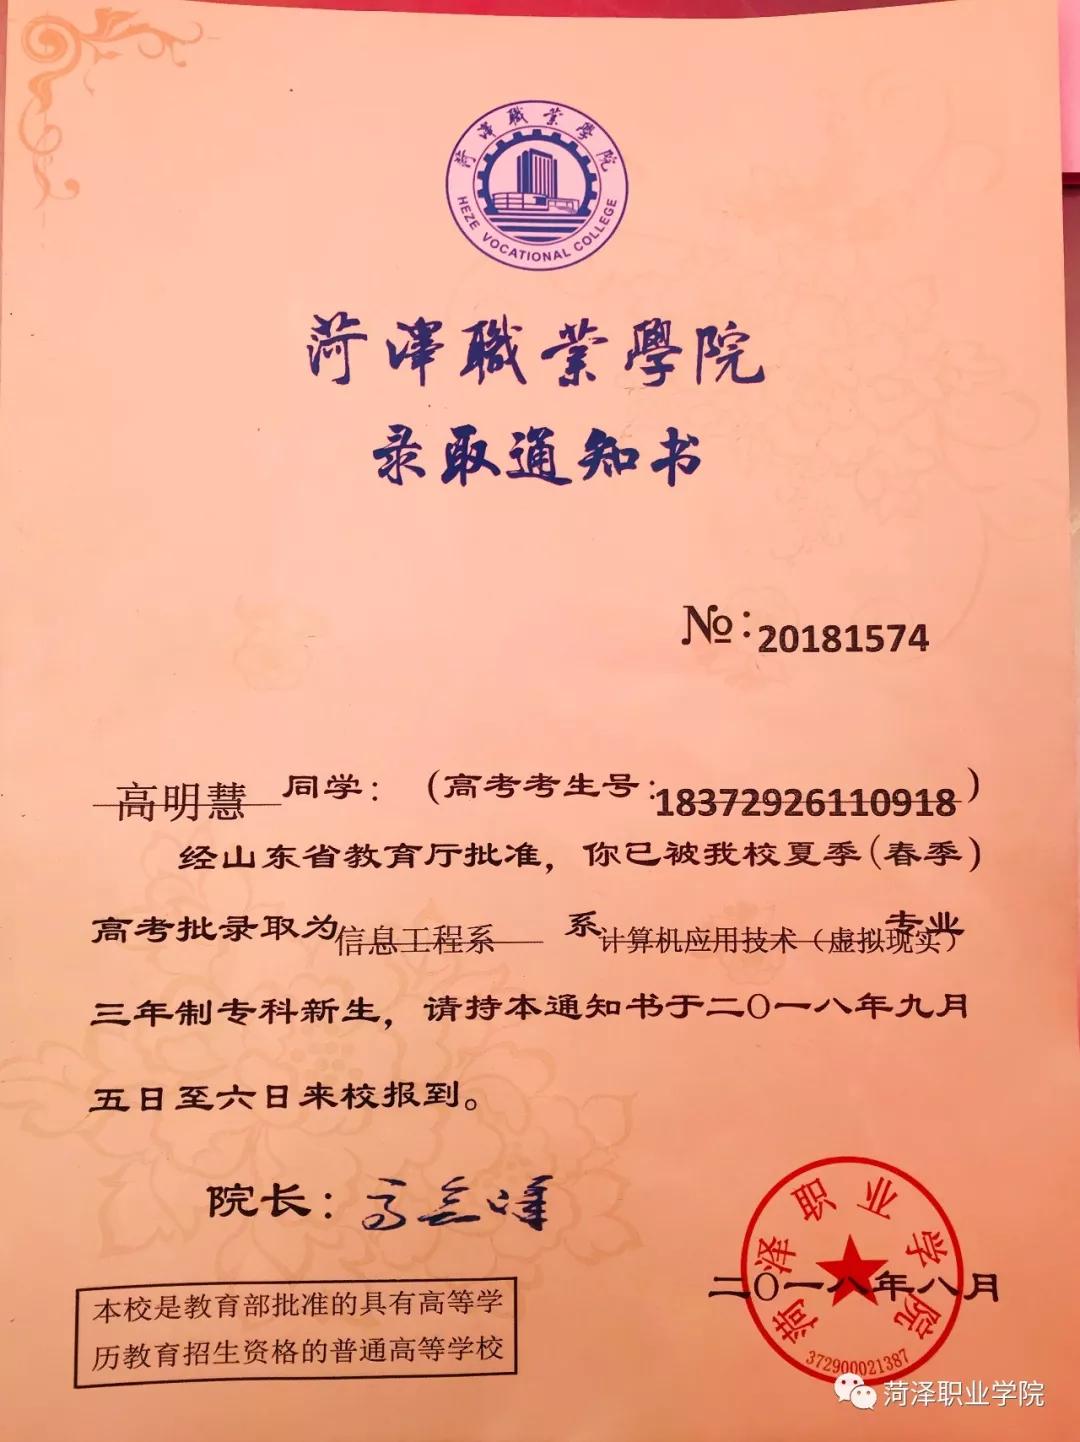 菏澤職業學院
HEZE VOCATIONAL COLLEGE
菏澤職業學院
录取通知书
№:20181574
高明慧同学：（高考考生号:18372926110918）
经山东省教育厅批准，你已被我校夏季（春季）
高考批录取为信息工程系系计算机应用技术（虚拟现实）专业
三年制专科新生，请持本通知书于二〇一八年九月
五日至六日来校报到。
院长：
菏泽职业学院
二〇一八年八月
372900021387
本校是教育部批准的具有高等学
历教育招生资格的普通高等学校
菏泽职业学院